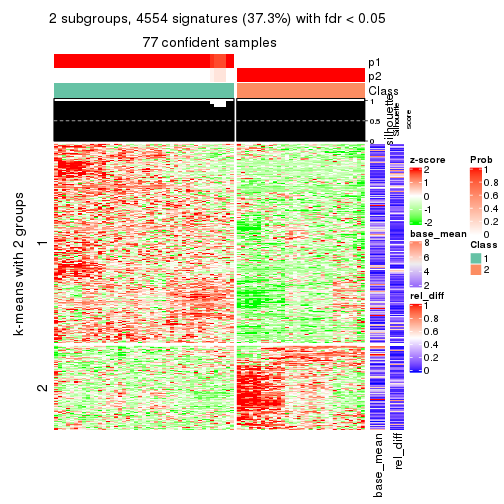 2 subgroups, 4554 signatures (37.3%) with fdr < 0.05
77 confident samples
p1
p2
Class
1
0.5
0
silhouette
Silhouette
score
k-means with 2 groups
1
2
base_mean
rel_diff
z-score
2
1
0
-1
-2
base_mean
8
6
4
2
rel_diff
1
0.8
0.6
0.4
0.2
0
Prob
1
0.8
0.6
0.4
0.2
0
Class
1
2